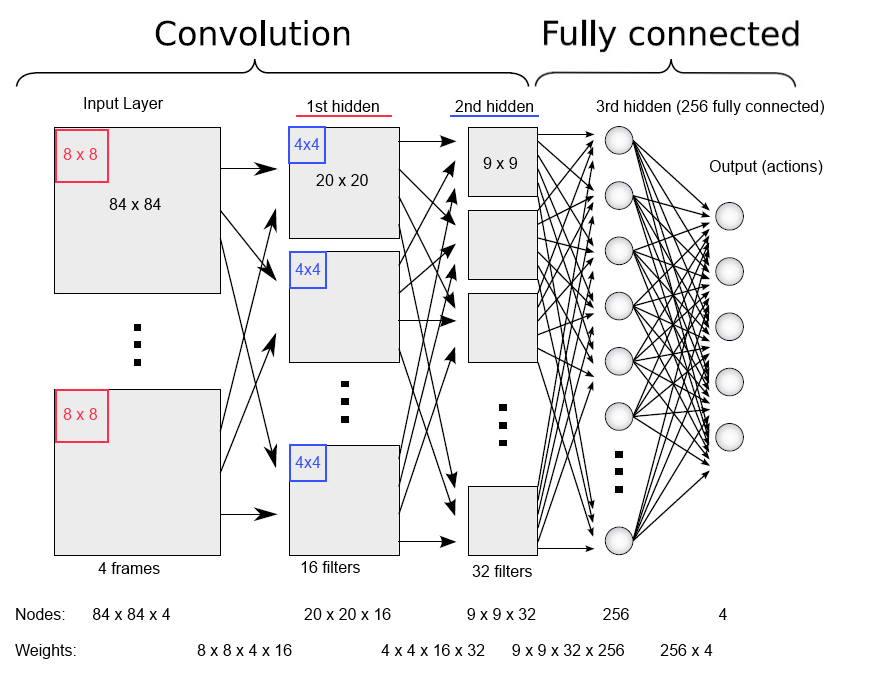 Convolution
Fully connected
Input Layer
1st hidden
2nd hidden
3rd hidden (256 fully connected)
Output (actions)
8 x 8
84 x 84
4x4
20 x 20
9 x 9
4x4
8 x 8
4x4
4 frames
16 filters
32 filters
Nodes: 84 x 84 x 4 20 x 20 x 16 9 x 9 x 32 256 4
Weights: 8 x 8 x 4 x 16 4 x 4 x 16 x 32 9 x 9 x 32 x 256 256 x 4